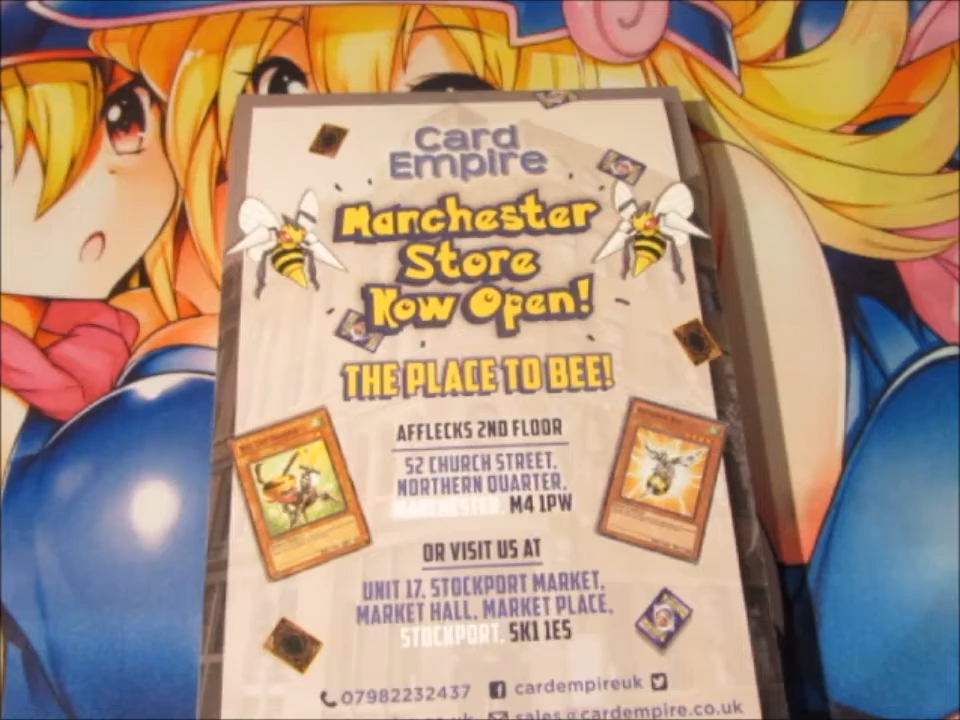 Card
Empire
Manchester
Store
Now Open!
THE PLACE TO BEE!
AFFLECKS 2ND FLOOR
52 CHURCH STREET,
NORTHERN QUARTER,
MANCHESTER, M4 1PW
OR VISIT US AT
UNIT 17, STOCKPORT MARKET,
MARKET HALL, MARKET PLACE,
STOCKPORT, SK1 1ES
07982232437 cardempireuk
sales@cardempire.co.uk